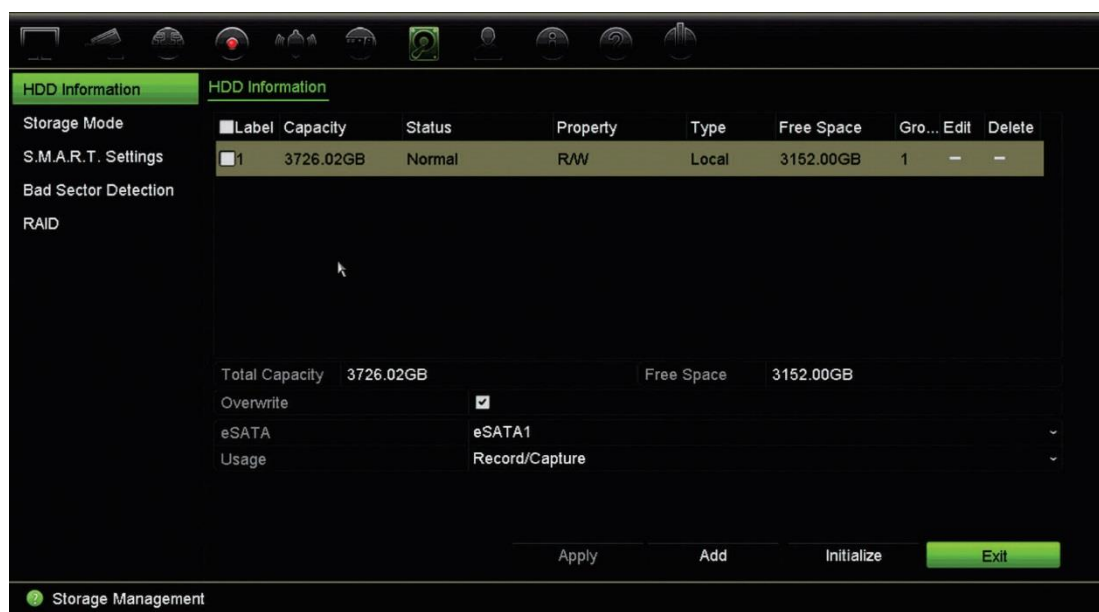 HDD Information
HDD Information
Storage Mode
S.M.A.R.T. Settings
Bad Sector Detection
RAID
Label Capacity Status Property Type Free Space Gro... Edit Delete
1 3726.02GB Normal R/W Local 3152.00GB 1 – –
Total Capacity 3726.02GB Free Space 3152.00GB
Overwrite
eSATA eSATA1
Usage Record/Capture
Apply Add Initialize Exit
Storage Management